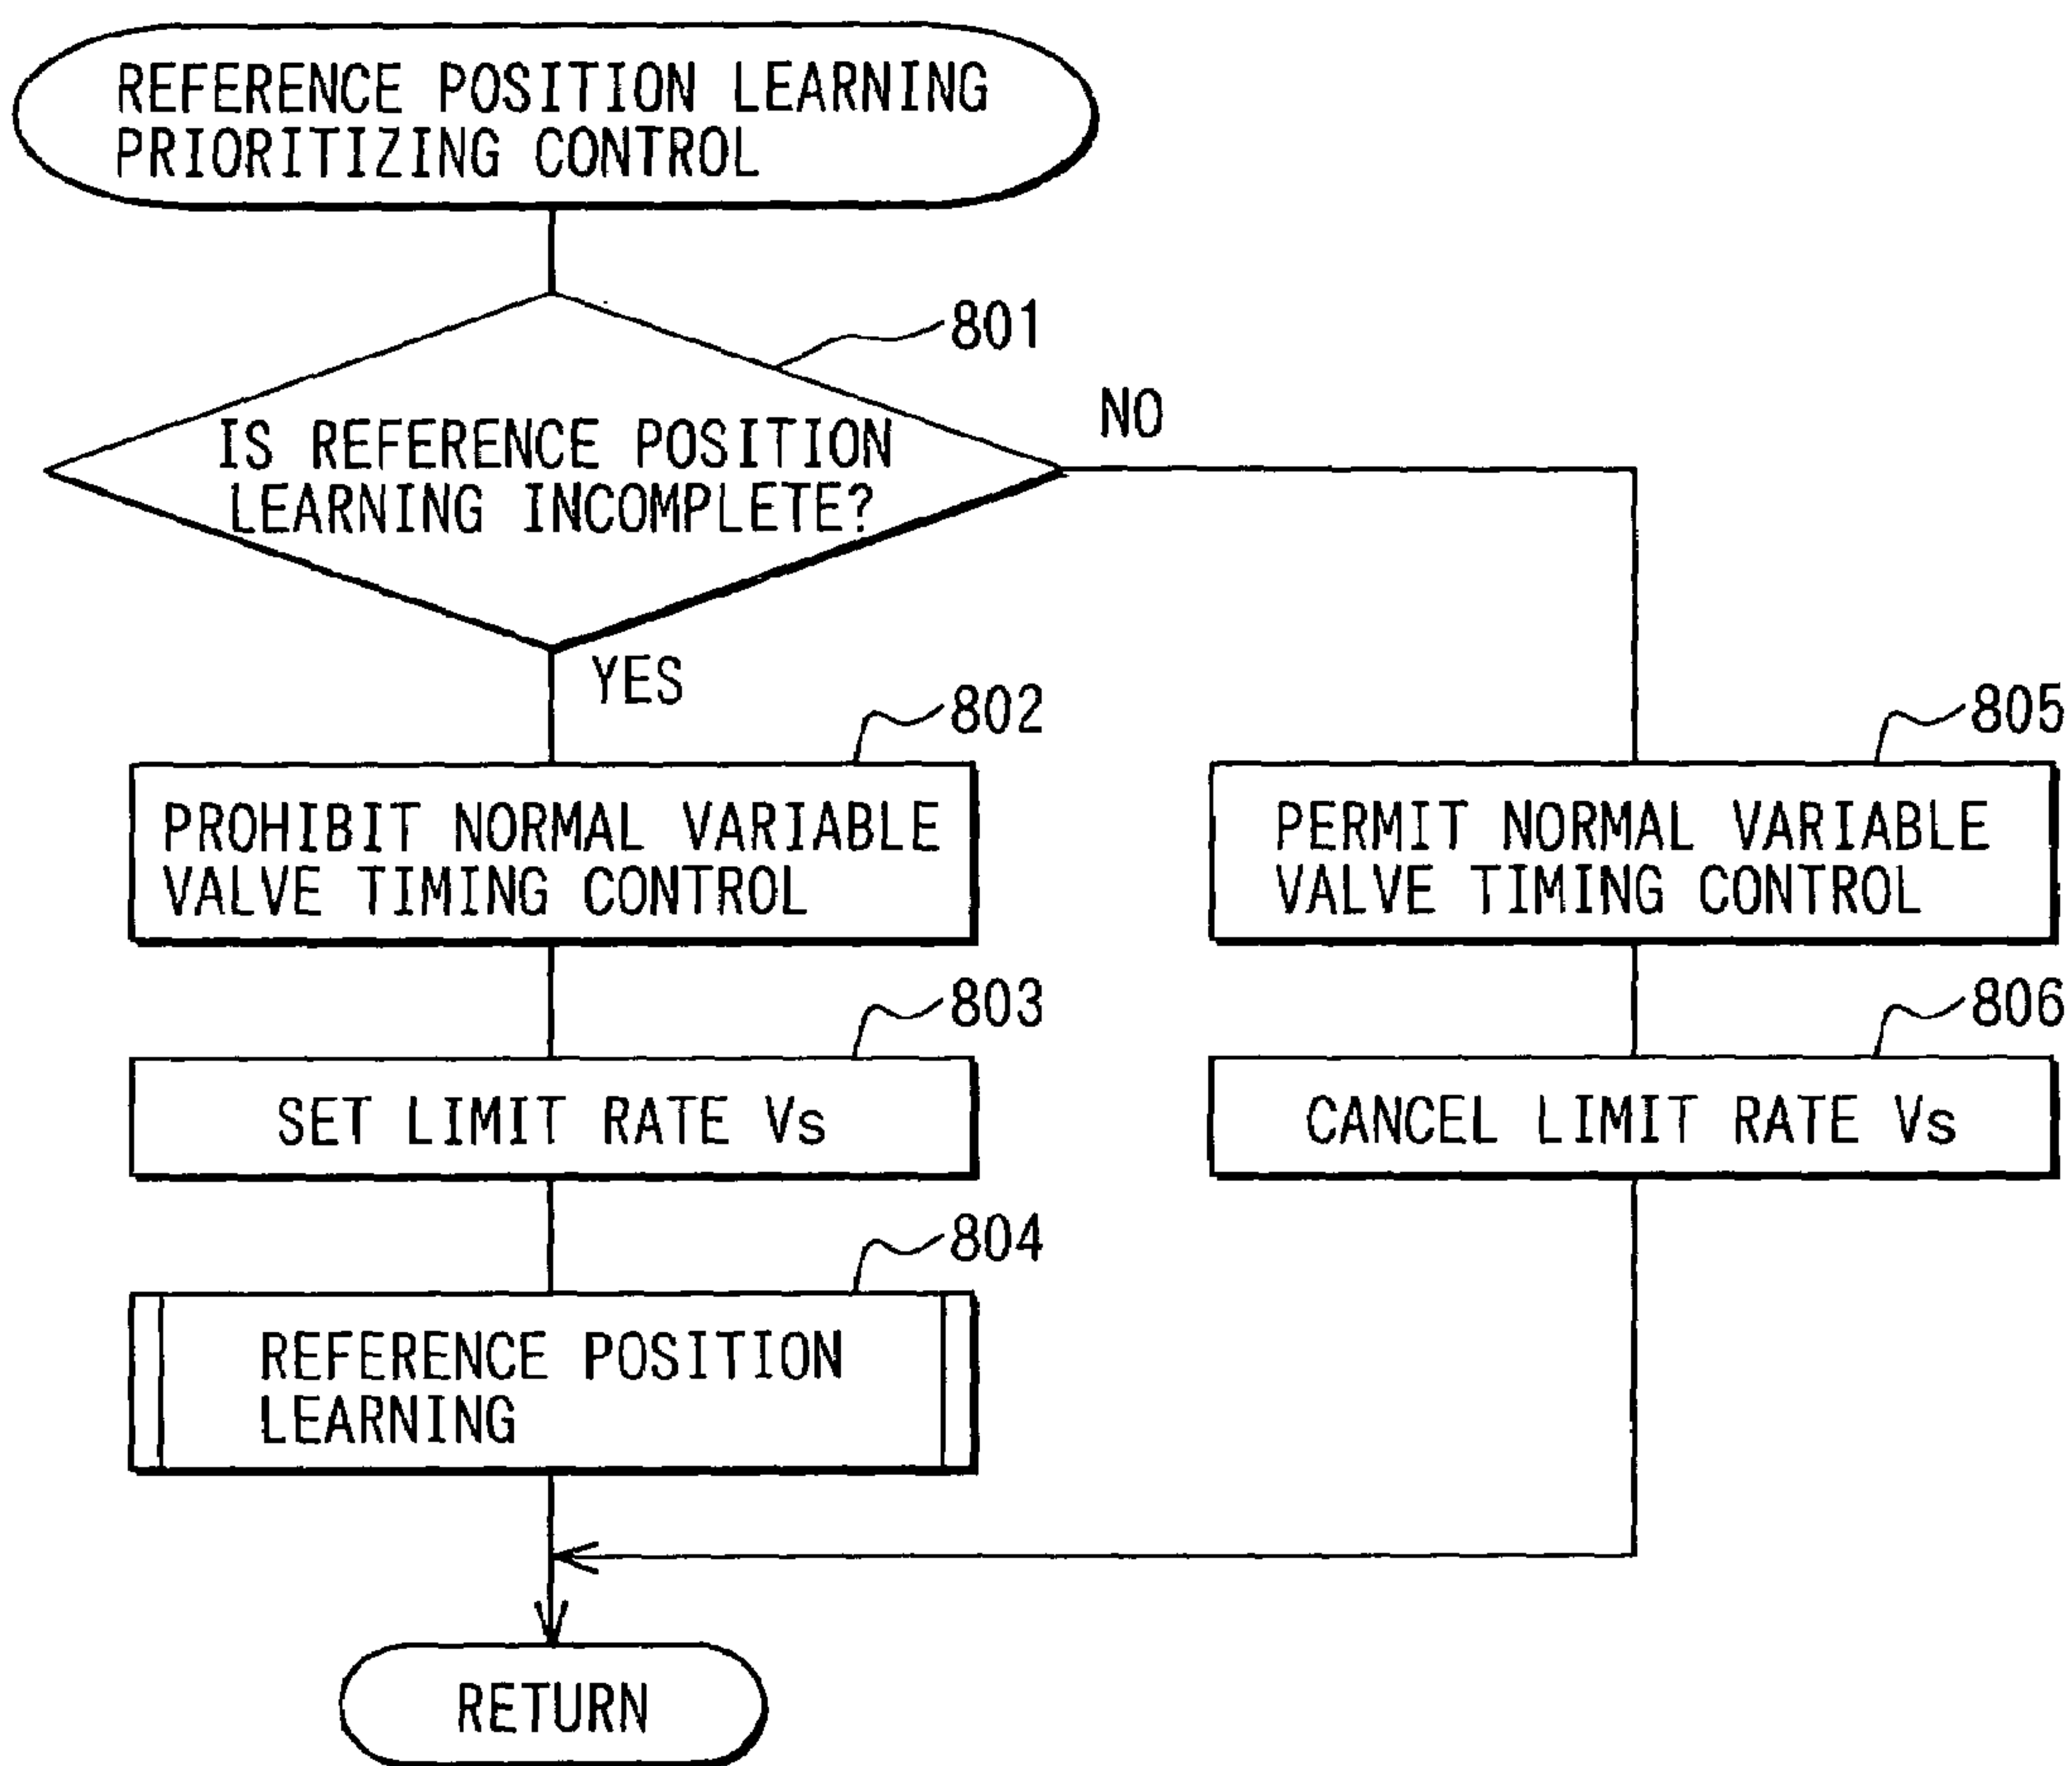 REFERENCE POSITION LEARNING
PRIORITIZING CONTROL
801
IS REFERENCE POSITION
LEARNING INCOMPLETE?
NO
YES
802
PROHIBIT NORMAL VARIABLE
VALVE TIMING CONTROL
803
SET LIMIT RATE Vs
804
REFERENCE POSITION
LEARNING
805
PERMIT NORMAL VARIABLE
VALVE TIMING CONTROL
806
CANCEL LIMIT RATE Vs
RETURN